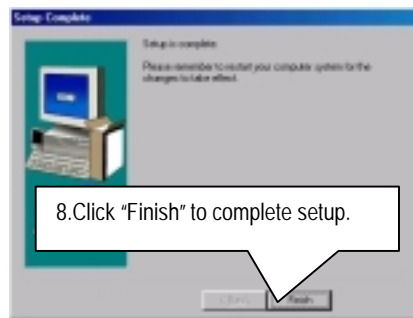 Setup Complete
Setup is complete.
Please remember to restart your computer system for the
changes to take effect.
8.Click “Finish” to complete setup.
< Back
Finish